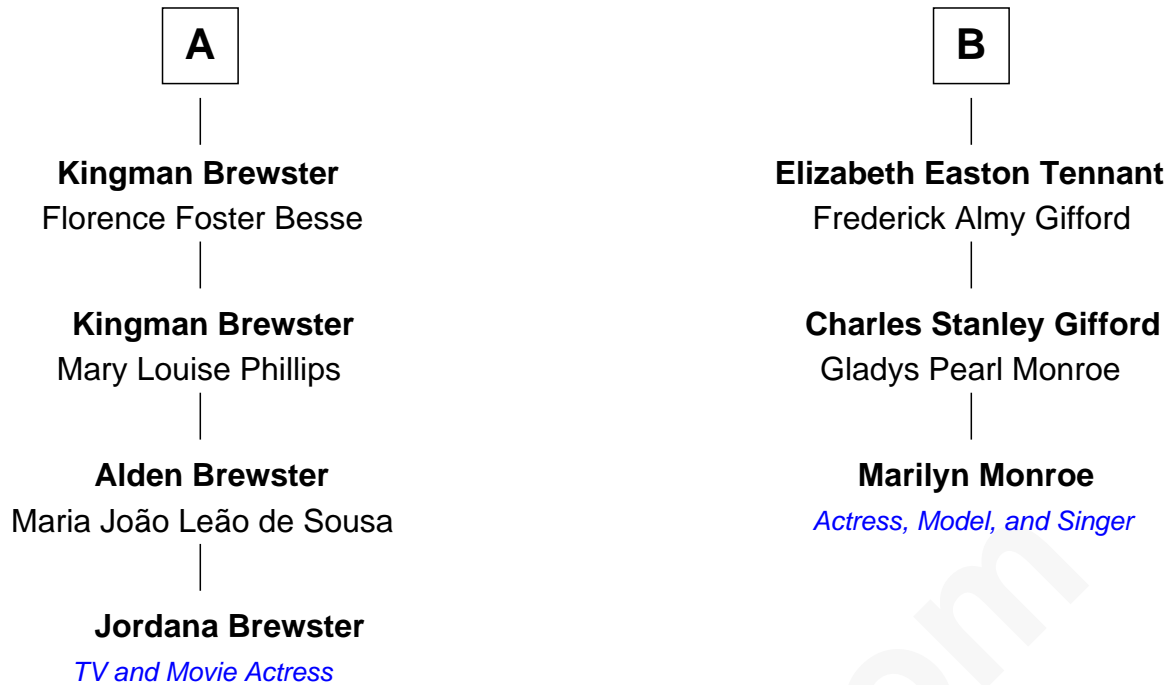 A
Kingman Brewster
Florence Foster Besse
Kingman Brewster
Mary Louise Phillips
Alden Brewster
Maria João Leão de Sousa
Jordana Brewster
TV and Movie Actress
B
Elizabeth Easton Tennant
Frederick Almy Gifford
Charles Stanley Gifford
Gladys Pearl Monroe
Marilyn Monroe
Actress, Model, and Singer
om